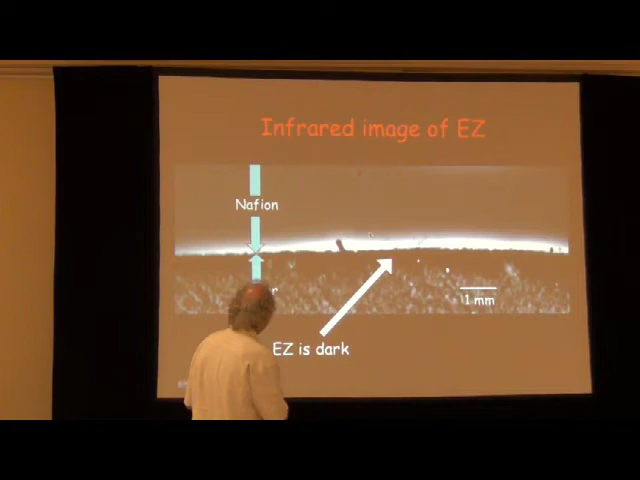 Infrared image of EZ
Nafion
1 mm
EZ is dark